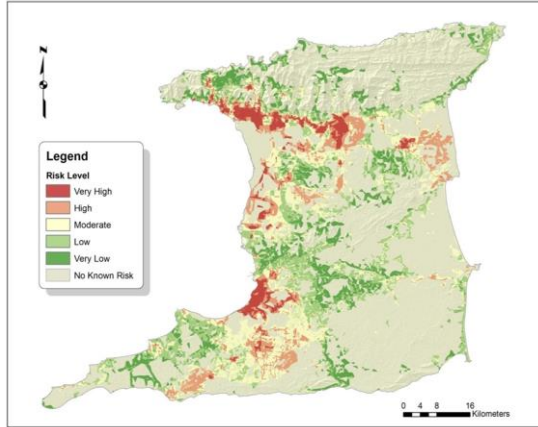 N
Legend
Risk Level
Very High
High
Moderate
Low
Very Low
No Known Risk
0 4 8 16
Kilometers